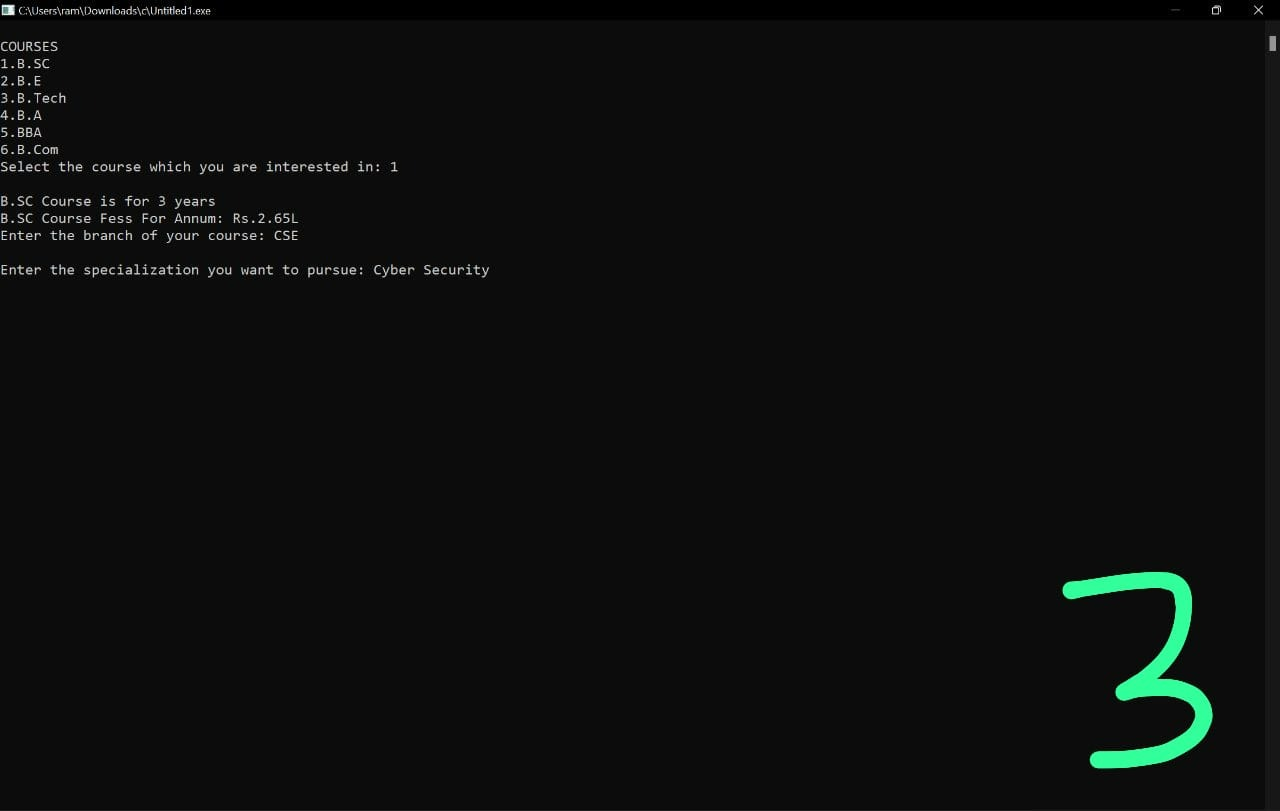 C:\Users\ram\Downloads\c\Untitled1.exe
COURSES
1.B.SC
2.B.E
3.B.Tech
4.B.A
5.BBA
6.B.Com
Select the course which you are interested in: 1
B.SC Course is for 3 years
B.SC Course Fess For Annum: Rs.2.65L
Enter the branch of your course: CSE
Enter the specialization you want to pursue: Cyber Security
3